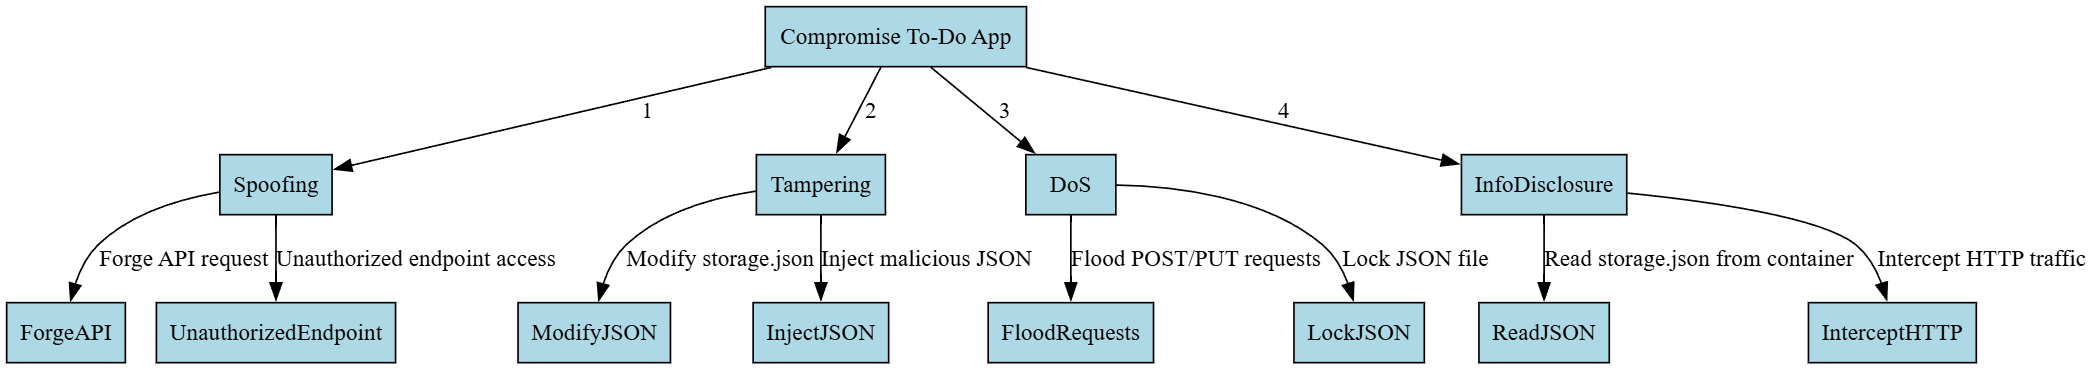 Compromise To-Do App
1
2
3
4
Spoofing
Tampering
DoS
InfoDisclosure
Forge API request
Unauthorized endpoint access
Modify storage.json
Inject malicious JSON
Flood POST/PUT requests
Lock JSON file
Read storage.json from container
Intercept HTTP traffic
ForgeAPI
UnauthorizedEndpoint
ModifyJSON
InjectJSON
FloodRequests
LockJSON
ReadJSON
InterceptHTTP